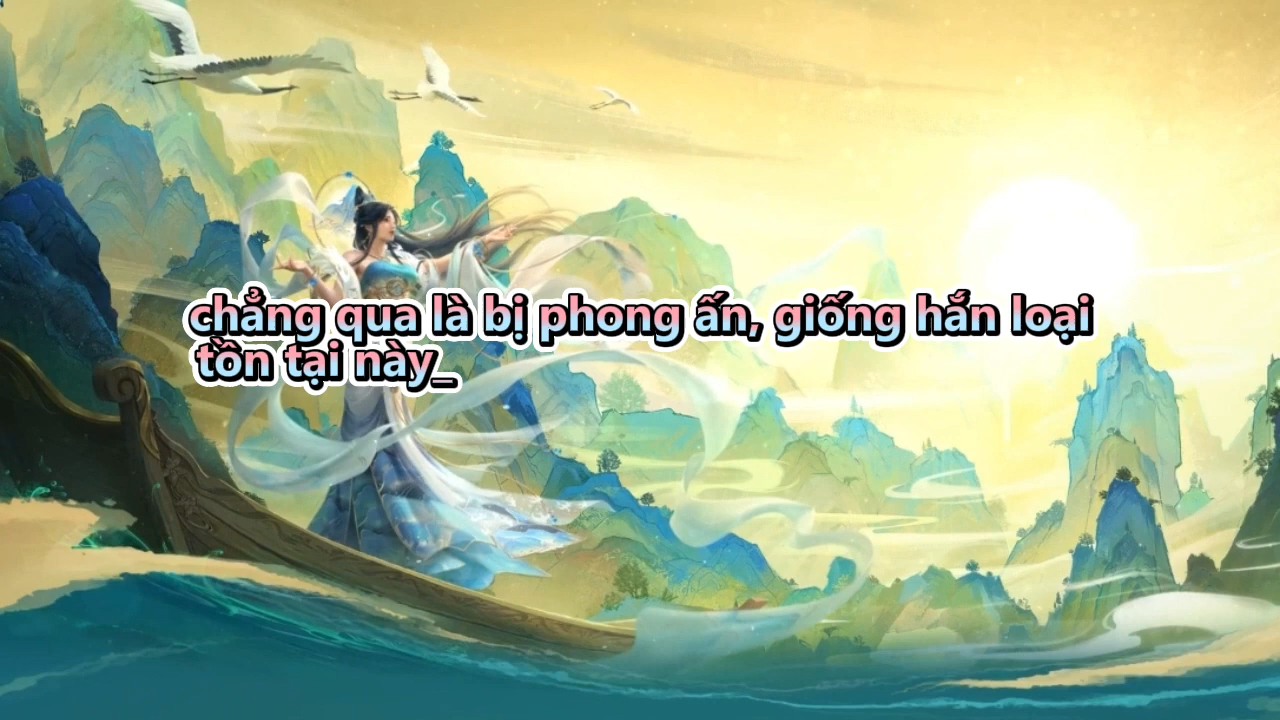 chẳng qua là bị phong ấn, giống hắn loại
tồn tại này_